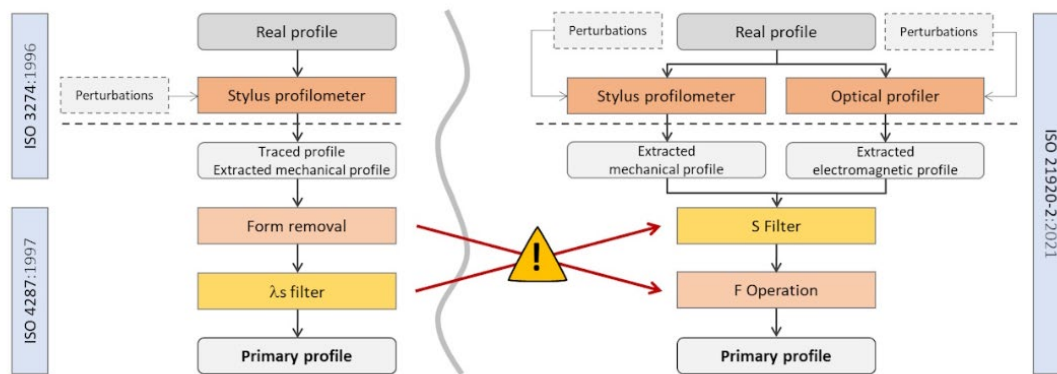 ISO 3274:1996
ISO 4287:1997
Real profile
Perturbations
Stylus profilometer
Traced profile
Extracted mechanical profile
Form removal
λs filter
Primary profile
!
Perturbations
Real profile
Perturbations
Stylus profilometer
Optical profiler
Extracted
mechanical profile
Extracted
electromagnetic profile
S Filter
F Operation
Primary profile
ISO 21920-2:2021